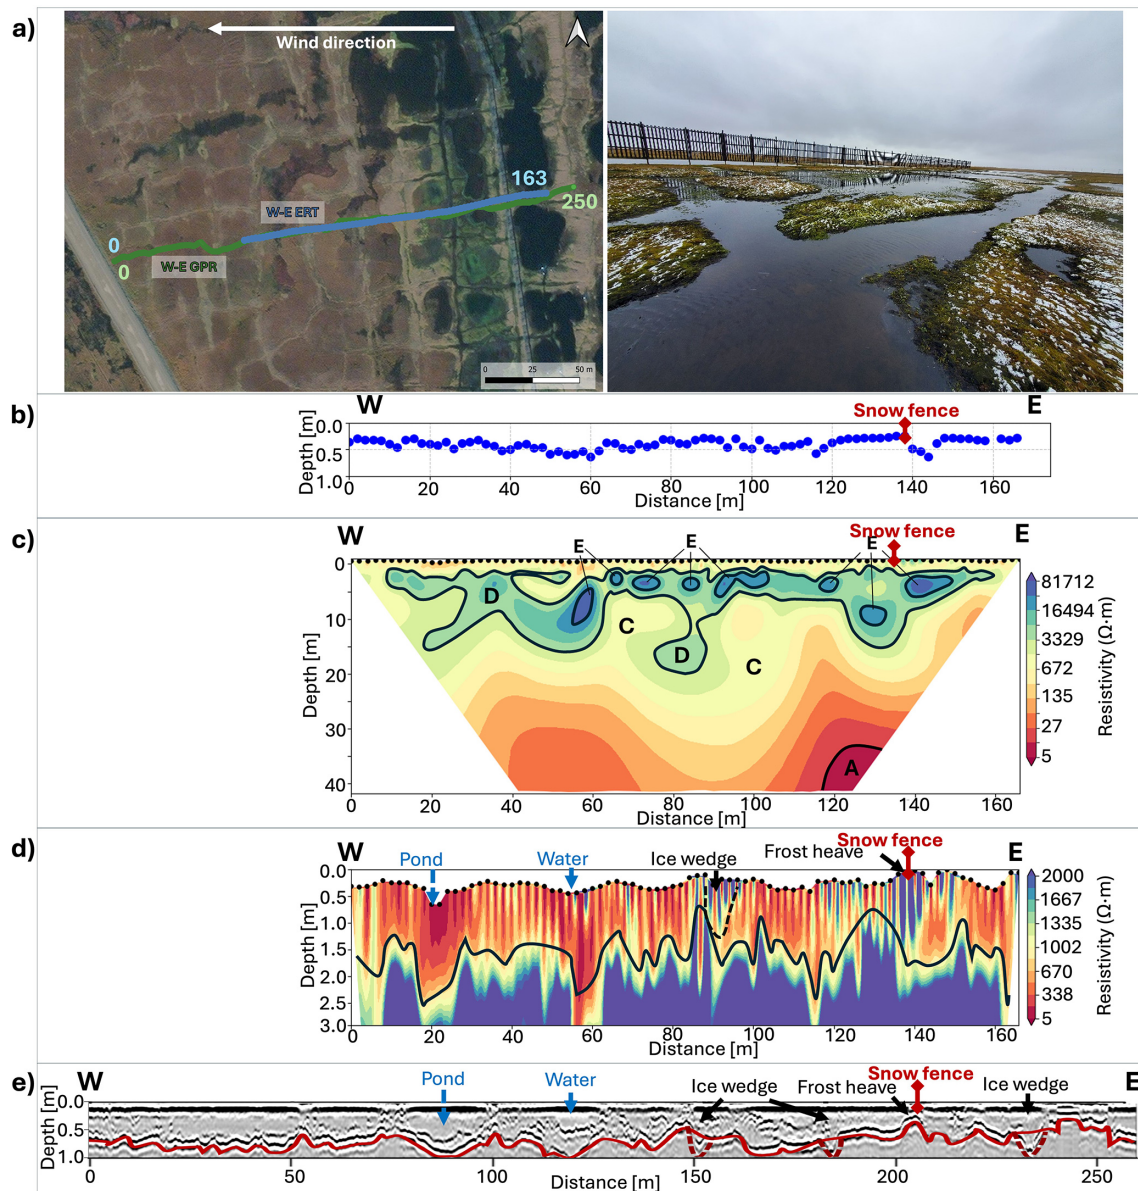 a)
Wind direction
163
250
W-E ERT
0
0
W-E GPR
0 25 50 m
b)
W
Snow fence
E
Depth [m]
0.0
0.5
1.0
0 20 40 60 80 100 120 140 160
Distance [m]
c)
W
E
E
Snow fence
E
E
Depth [m]
0
10
20
30
40
D
C
D
C
A
0 20 40 60 80 100 120 140 160
Distance [m]
81712
16494
3329
672
135
27
5
Resistivity (Ω·m)
d)
W
Pond
Water
Ice wedge
Frost heave
Snow fence
E
Depth [m]
0.0
0.5
1.0
1.5
2.0
2.5
3.0
0 20 40 60 80 100 120 140 160
Distance [m]
2000
1667
1335
1002
670
338
5
Resistivity (Ω·m)
e)
W
Pond
Water
Ice wedge
Frost heave
Snow fence
Ice wedge
E
Depth [m]
0.0
0.5
1.0
0 50 100 150 200 250
Distance [m]